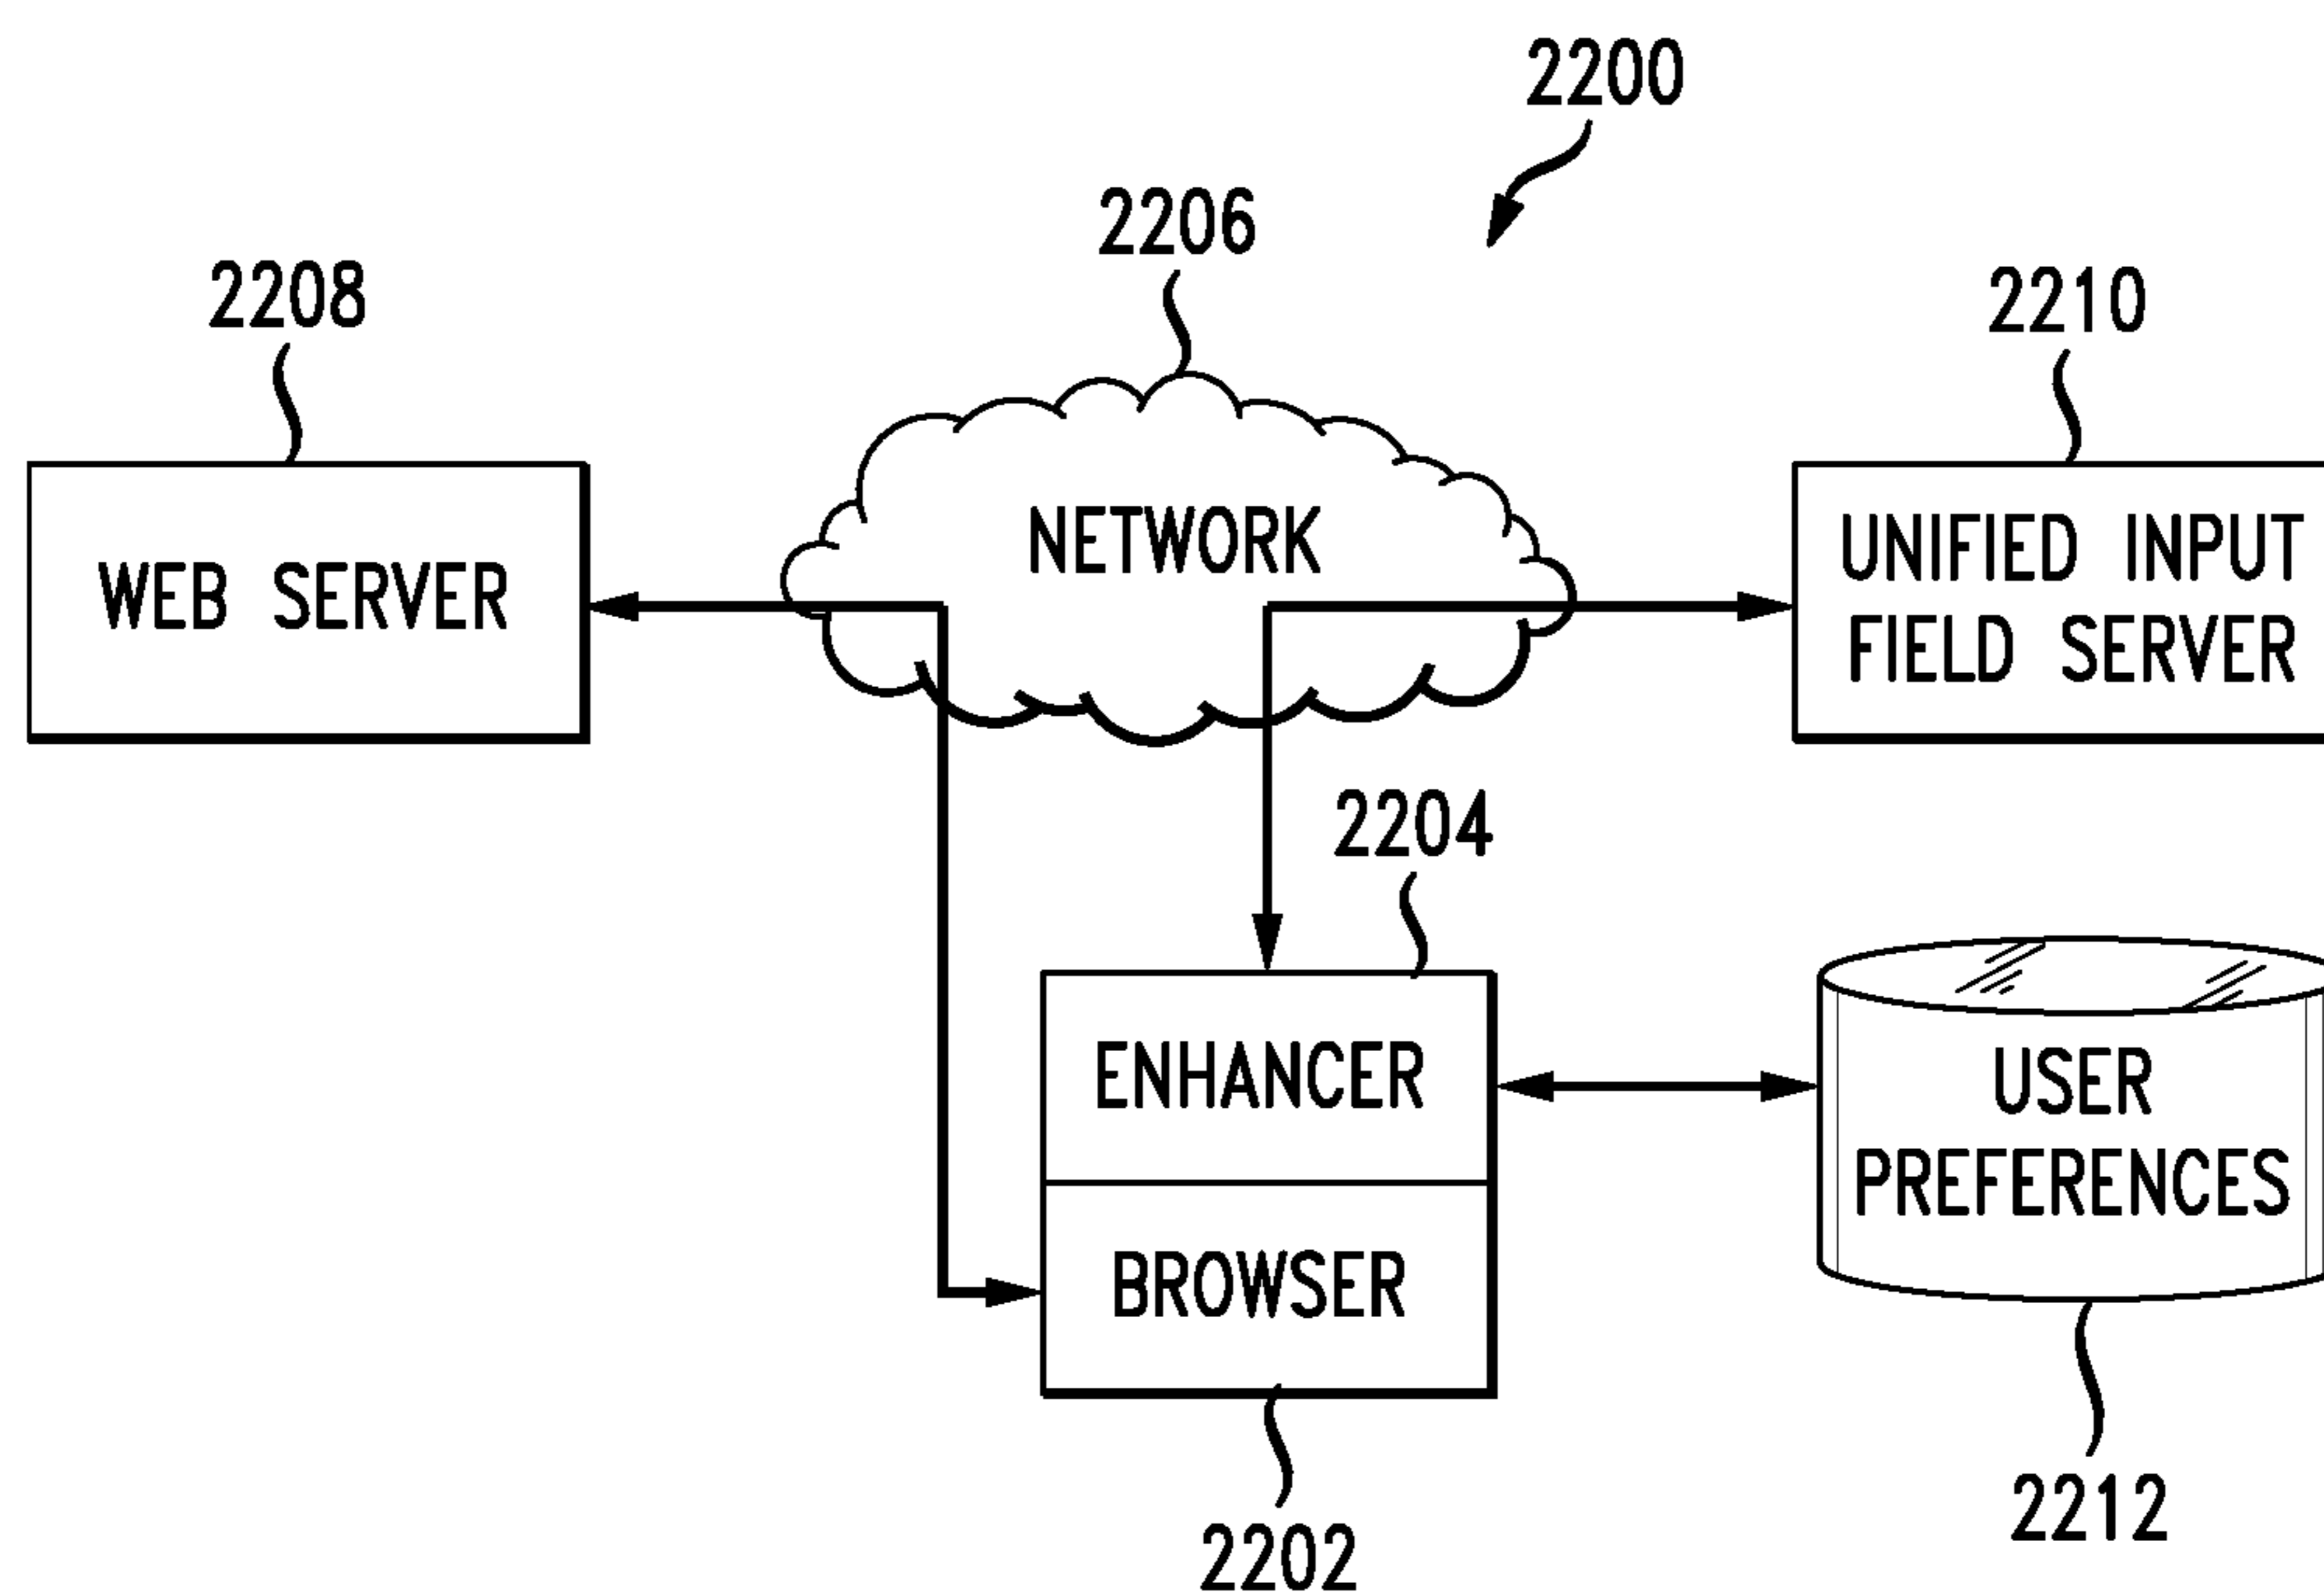 2200
2206
2208
2210
NETWORK
WEB SERVER
UNIFIED INPUT
FIELD SERVER
2204
ENHANCER
USER
PREFERENCES
BROWSER
2212
2202